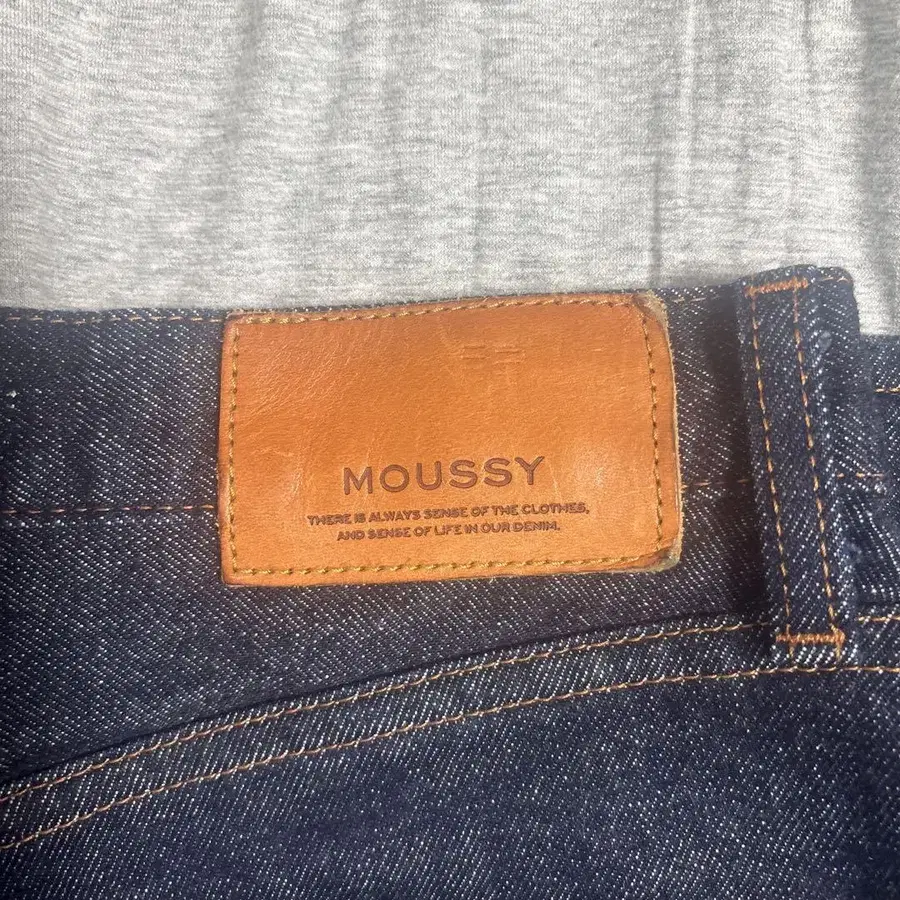 MOUSSY
THERE IS ALWAYS SENSE OF THE CLOTHES,
AND SENSE OF LIFE IN OUR DENIM.